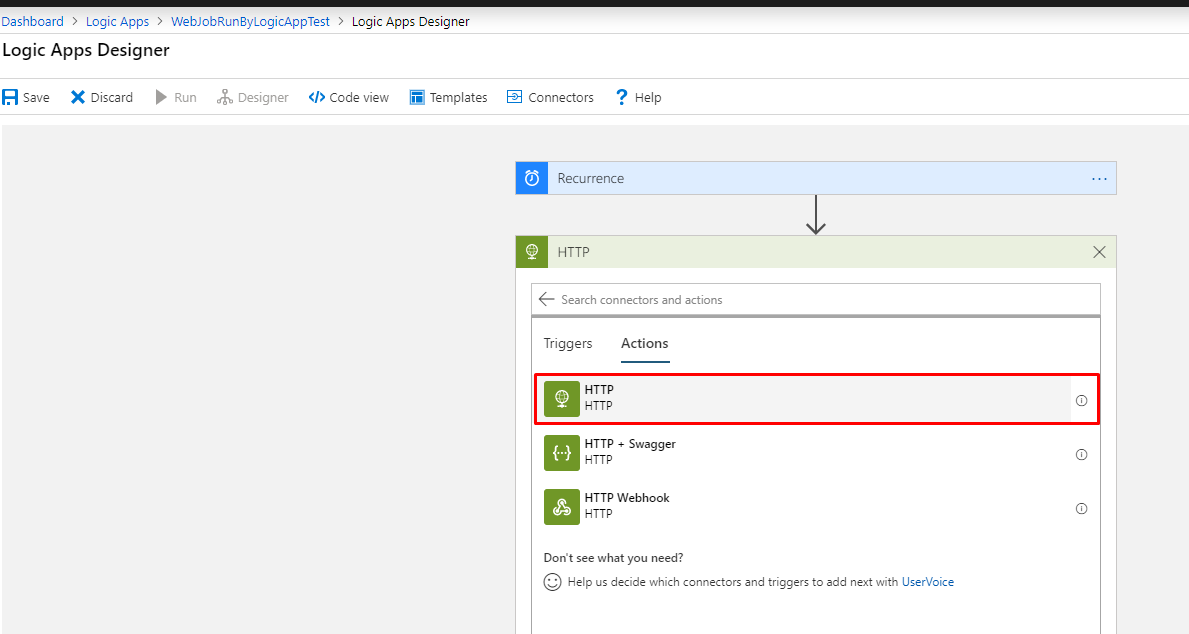 Dashboard > Logic Apps > WebJobRunByLogicAppTest > Logic Apps Designer
Logic Apps Designer
Save Discard Run Designer Code view Templates Connectors ? Help
Recurrence
HTTP
Search connectors and actions
Triggers Actions
HTTP
HTTP
HTTP + Swagger
HTTP
HTTP Webhook
HTTP
Don't see what you need?
Help us decide which connectors and triggers to add next with UserVoice